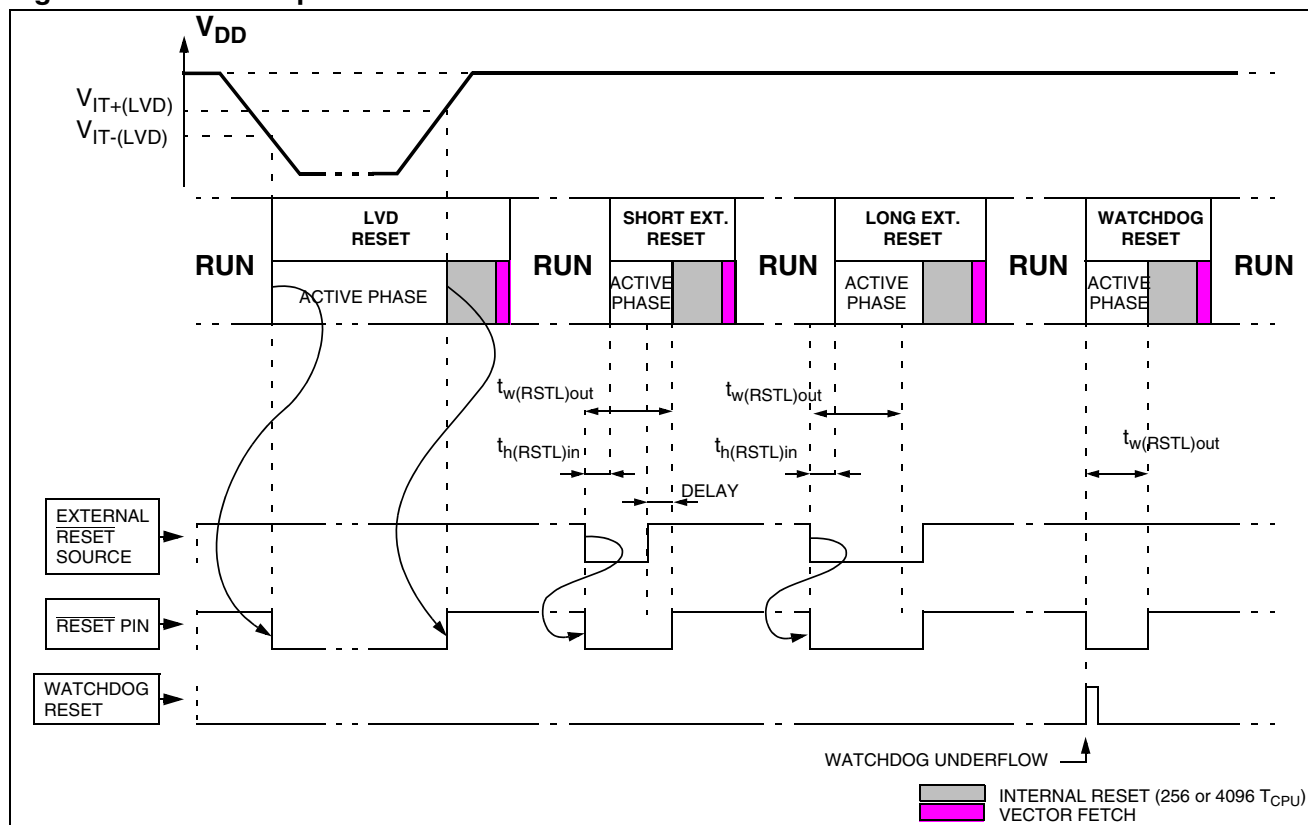 V_DD
V_IT+(LVD)
V_IT-(LVD)
LVD
RESET
SHORT EXT.
RESET
LONG EXT.
RESET
WATCHDOG
RESET
RUN
RUN
RUN
RUN
RUN
ACTIVE PHASE
ACTIVE
PHASE
ACTIVE
PHASE
ACTIVE
PHASE
t_w(RSTL)out
t_w(RSTL)out
t_h(RSTL)in
t_h(RSTL)in
t_w(RSTL)out
DELAY
EXTERNAL
RESET
SOURCE
RESET PIN
WATCHDOG
RESET
WATCHDOG UNDERFLOW
INTERNAL RESET (256 or 4096 T_CPU)
VECTOR FETCH